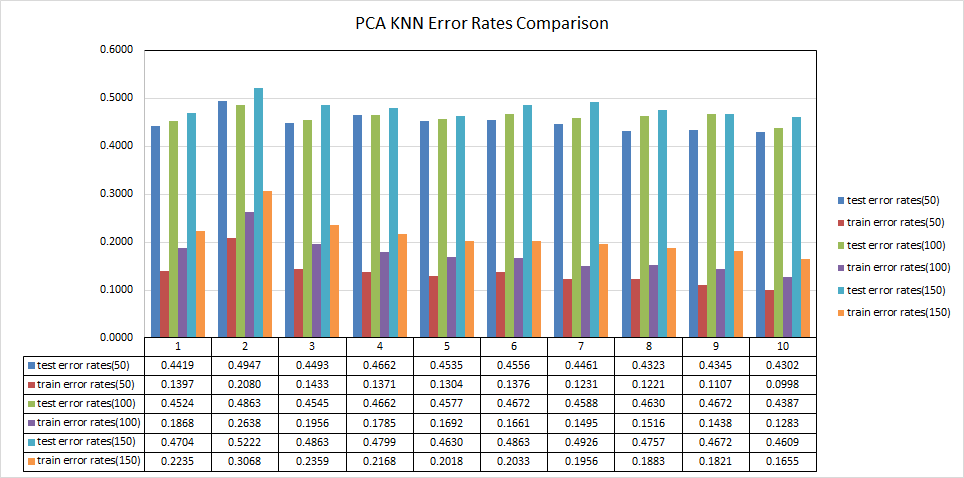 PCA KNN Error Rates Comparison
0.6000
0.5000
0.4000
0.3000
0.2000
0.1000
0.0000
test error rates(50)
train error rates(50)
test error rates(100)
train error rates(100)
test error rates(150)
train error rates(150)
1 2 3 4 5 6 7 8 9 10
test error rates(50) 0.4419 0.4947 0.4493 0.4662 0.4535 0.4556 0.4461 0.4323 0.4345 0.4302
train error rates(50) 0.1397 0.2080 0.1433 0.1371 0.1304 0.1376 0.1231 0.1221 0.1107 0.0998
test error rates(100) 0.4524 0.4863 0.4545 0.4662 0.4577 0.4672 0.4588 0.4630 0.4672 0.4387
train error rates(100) 0.1868 0.2638 0.1956 0.1785 0.1692 0.1661 0.1495 0.1516 0.1438 0.1283
test error rates(150) 0.4704 0.5222 0.4863 0.4799 0.4630 0.4863 0.4926 0.4757 0.4672 0.4609
train error rates(150) 0.2235 0.3068 0.2359 0.2168 0.2018 0.2033 0.1956 0.1883 0.1821 0.1655